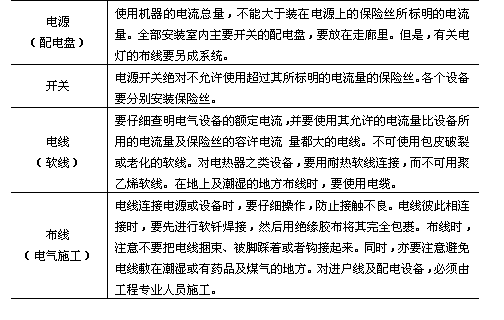 电源
（配电盘）
使用机器的电流总量，不能大于装在电源上的保险丝所标明的电流
量。全部安装室内主要开关的配电盘，要放在走廊里。但是，有关电
灯的布线要另成系统。
开关
电源开关绝对不允许使用超过其所标明的电流量的保险丝。各个设备
要分别安装保险丝。
电线
（软线）
要仔细查明电气设备的额定电流，并要使用其允许的电流量比设备所
用的电流量及保险丝的容许电流 量都大的电线。不可使用包皮破裂
或老化的软线。对电热器之类设备，要用耐热软线连接，而不可用聚
乙烯软线。在地上及潮湿的地方布线时，要使用电缆。
布线
（电气施工）
电线连接电源或设备时，要仔细操作，防止接触不良。电线彼此相连
接时，要先进行软钎焊接，然后用绝缘胶布将其完全包裹。布线时，
注意不要把电线捆束、被脚踩着或者钩挂起来。同时，亦要注意避免
电线敷在潮湿或有药品及煤气的地方。对进户线及配电设备，必须由
工程专业人员施工。